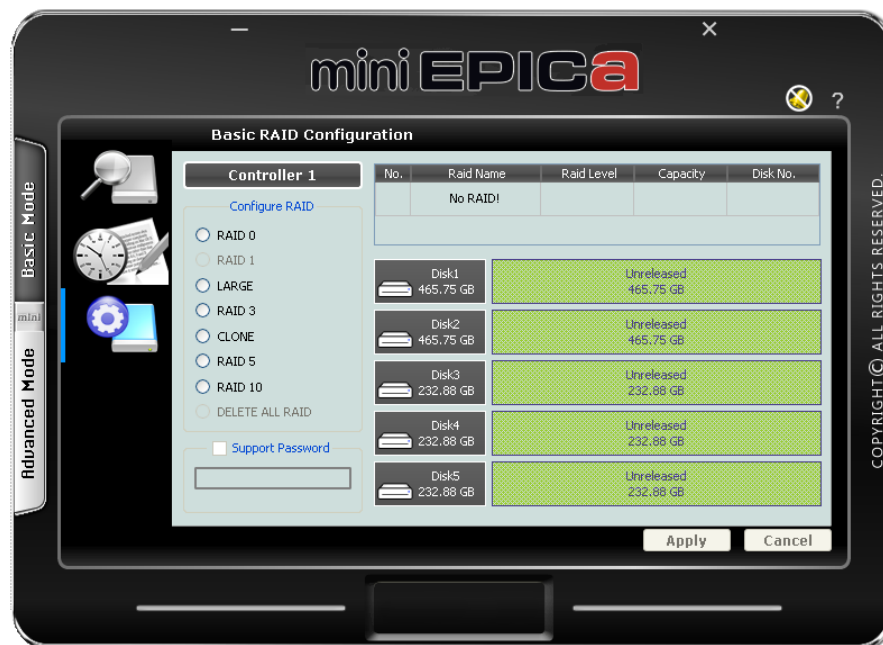 mini EPICa
?
Basic RAID Configuration
Basic Mode
mini
Advanced Mode
Controller 1
Configure RAID
RAID 0
RAID 1
LARGE
RAID 3
CLONE
RAID 5
RAID 10
DELETE ALL RAID
Support Password
No. Raid Name Raid Level Capacity Disk No.
No RAID!
Disk1 Unreleased
465.75 GB 465.75 GB
Disk2 Unreleased
465.75 GB 465.75 GB
Disk3 Unreleased
232.88 GB 232.88 GB
Disk4 Unreleased
232.88 GB 232.88 GB
Disk5 Unreleased
232.88 GB 232.88 GB
Apply Cancel
COPYRIGHT© ALL RIGHTS RESERVED.